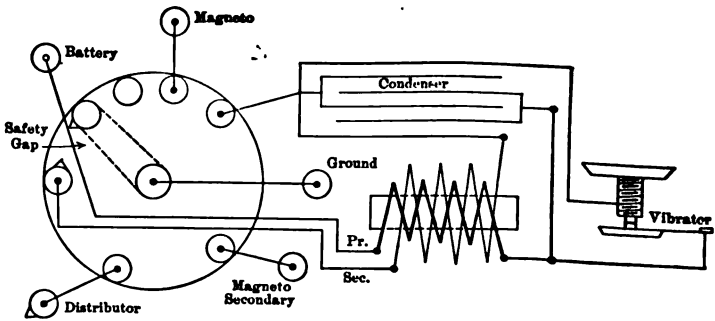 Magneto
Battery
Condenser
Safety
Gap
Ground
Vibrator
Pr.
Sec.
Magneto
Secondary
Distributor